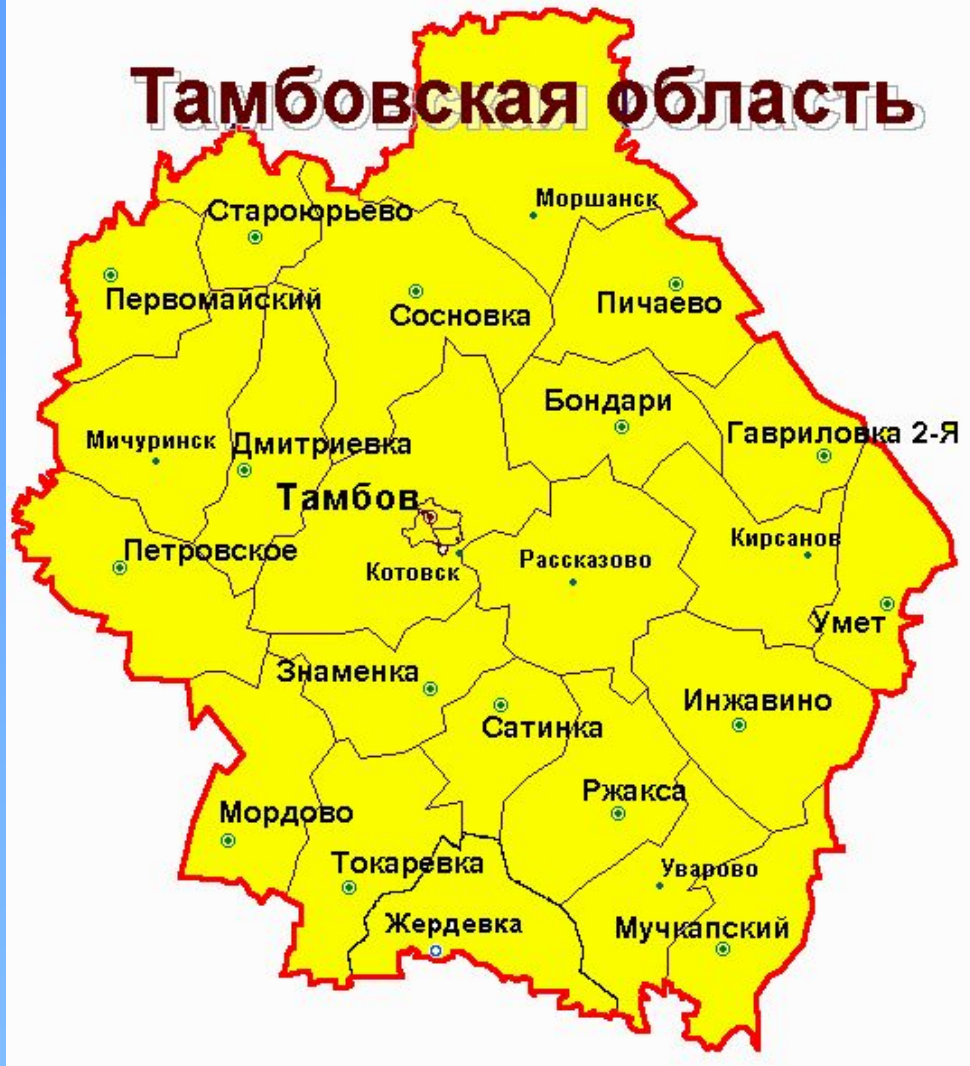 Тамбовская область
Моршанск
Староюрьево
Первомайский
Сосновка
Пичаево
Бондари
Гавриловка 2-Я
Мичуринск
Дмитриевка
Тамбов
Петровское
Котовск
Рассказово
Кирсанов
Умет
Знаменка
Сатинка
Инжавино
Ржакса
Мордово
Токаревка
Уварово
Жердевка
Мучкапский